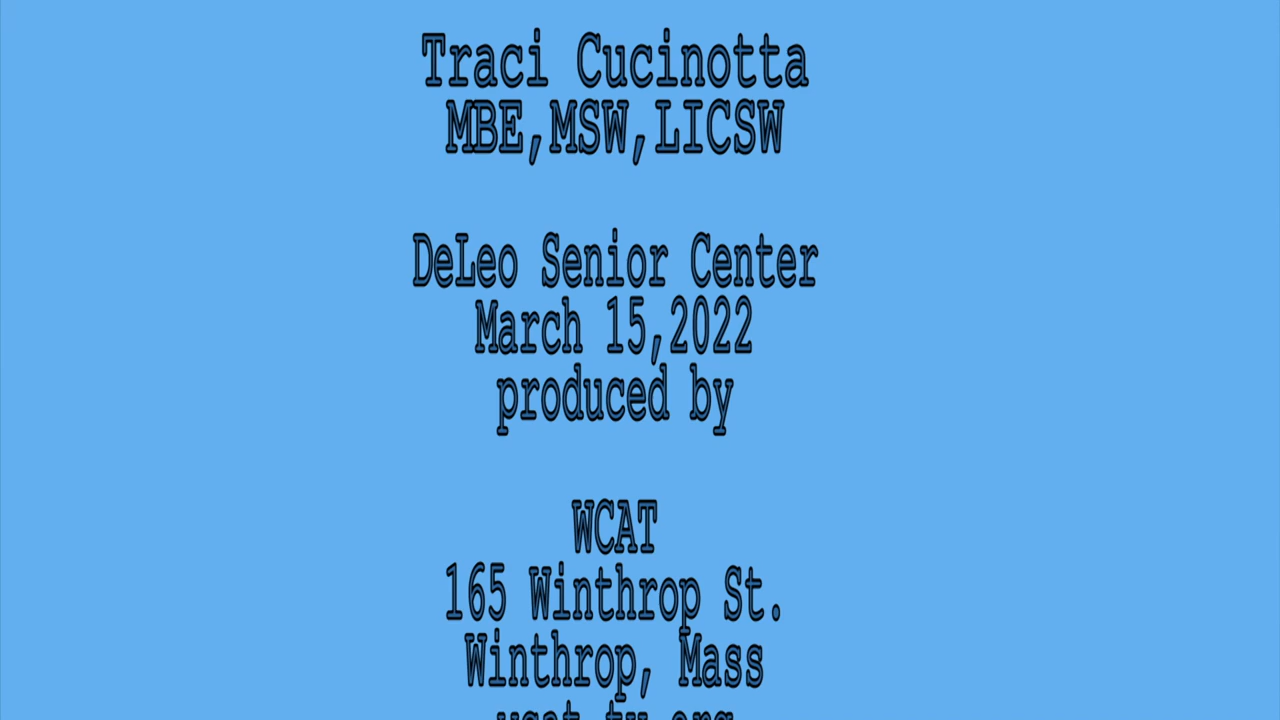 Traci Cucinotta
MBE,MSW,LICSW
DeLeo Senior Center
March 15,2022
produced by
WCAT
165 Winthrop St.
Winthrop, Mass